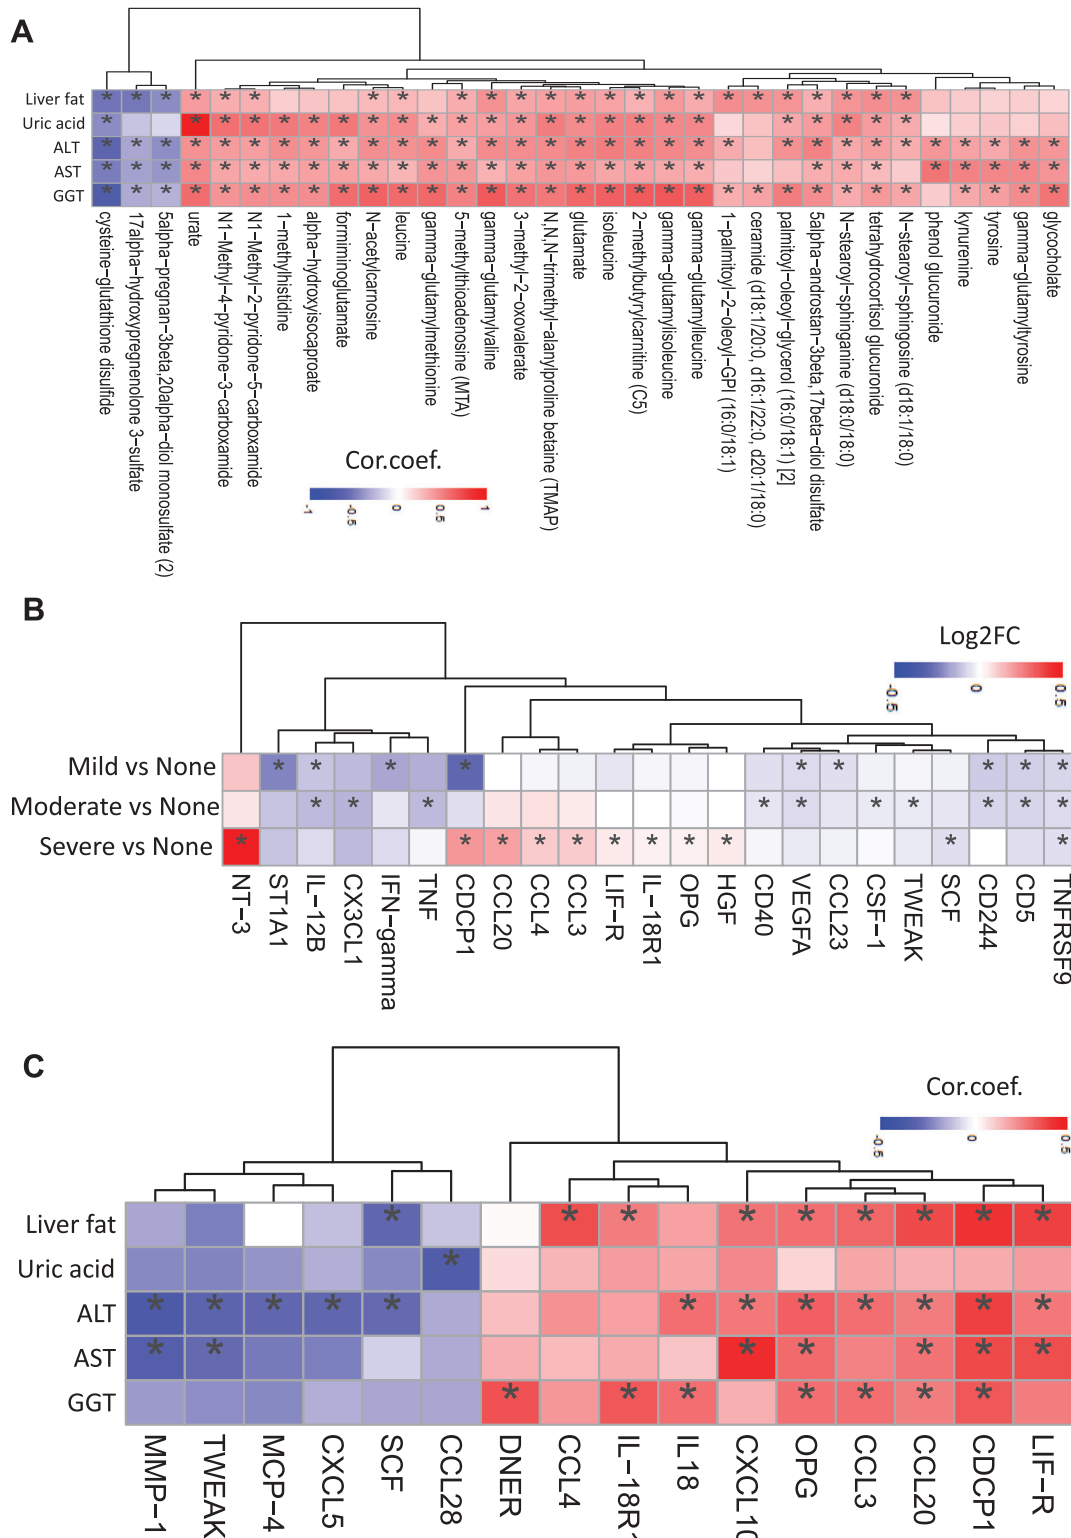 A
Liver fat
Uric acid
ALT
AST
GGT
cysteine-glutathione disulfide
17alpha-hydroxypregnenolone 3-sulfate
5alpha-pregnan-3beta,20alpha-diol monosulfate (2)
urate
N1-Methyl-4-pyridone-3-carboxamide
N1-Methyl-2-pyridone-5-carboxamide
1-methylhistidine
alpha-hydroxyisocaproate
formiminoglutamate
N-acetylcarnosine
leucine
gamma-glutamylmethionine
5-methylthioadenosine (MTA)
gamma-glutamylvaline
3-methyl-2-oxovalerate
N,N,N-trimethyl-alanylproline betaine (TMAP)
glutamate
isoleucine
2-methylbutyrylcarnitine (C5)
gamma-glutamylisoleucine
gamma-glutamylleucine
1-palmitoyl-2-oleoyl-GPI (16:0/18:1)
ceramide (d18:1/20:0, d16:1/22:0, d20:1/18:0)
palmitoyl-oleoyl-glycerol (16:0/18:1) [2]
5alpha-androstan-3beta,17beta-diol disulfate
N-stearoyl-sphinganine (d18:0/18:0)
tetrahydrocortisol glucuronide
N-stearoyl-sphingosine (d18:1/18:0)
phenol glucuronide
kynurenine
tyrosine
gamma-glutamyltyrosine
glycocholate
Cor.coef.
-1 -0.5 0 0.5 1
B
Log2FC
-0.5 0 0.5
Mild vs None
Moderate vs None
Severe vs None
NT-3
ST1A1
IL-12B
CX3CL1
IFN-gamma
TNF
CDCP1
CCL20
CCL4
CCL3
LIF-R
IL-18R1
OPG
HGF
CD40
VEGFA
CCL23
CSF-1
TWEAK
SCF
CD244
CD5
TNFRSF9
C
Cor.coef.
-0.5 0 0.5
Liver fat
Uric acid
ALT
AST
GGT
MMP-1
TWEAK
MCP-4
CXCL5
SCF
CCL28
DNER
CCL4
IL-18R1
IL18
CXCL10
OPG
CCL3
CCL20
CDCP1
LIF-R